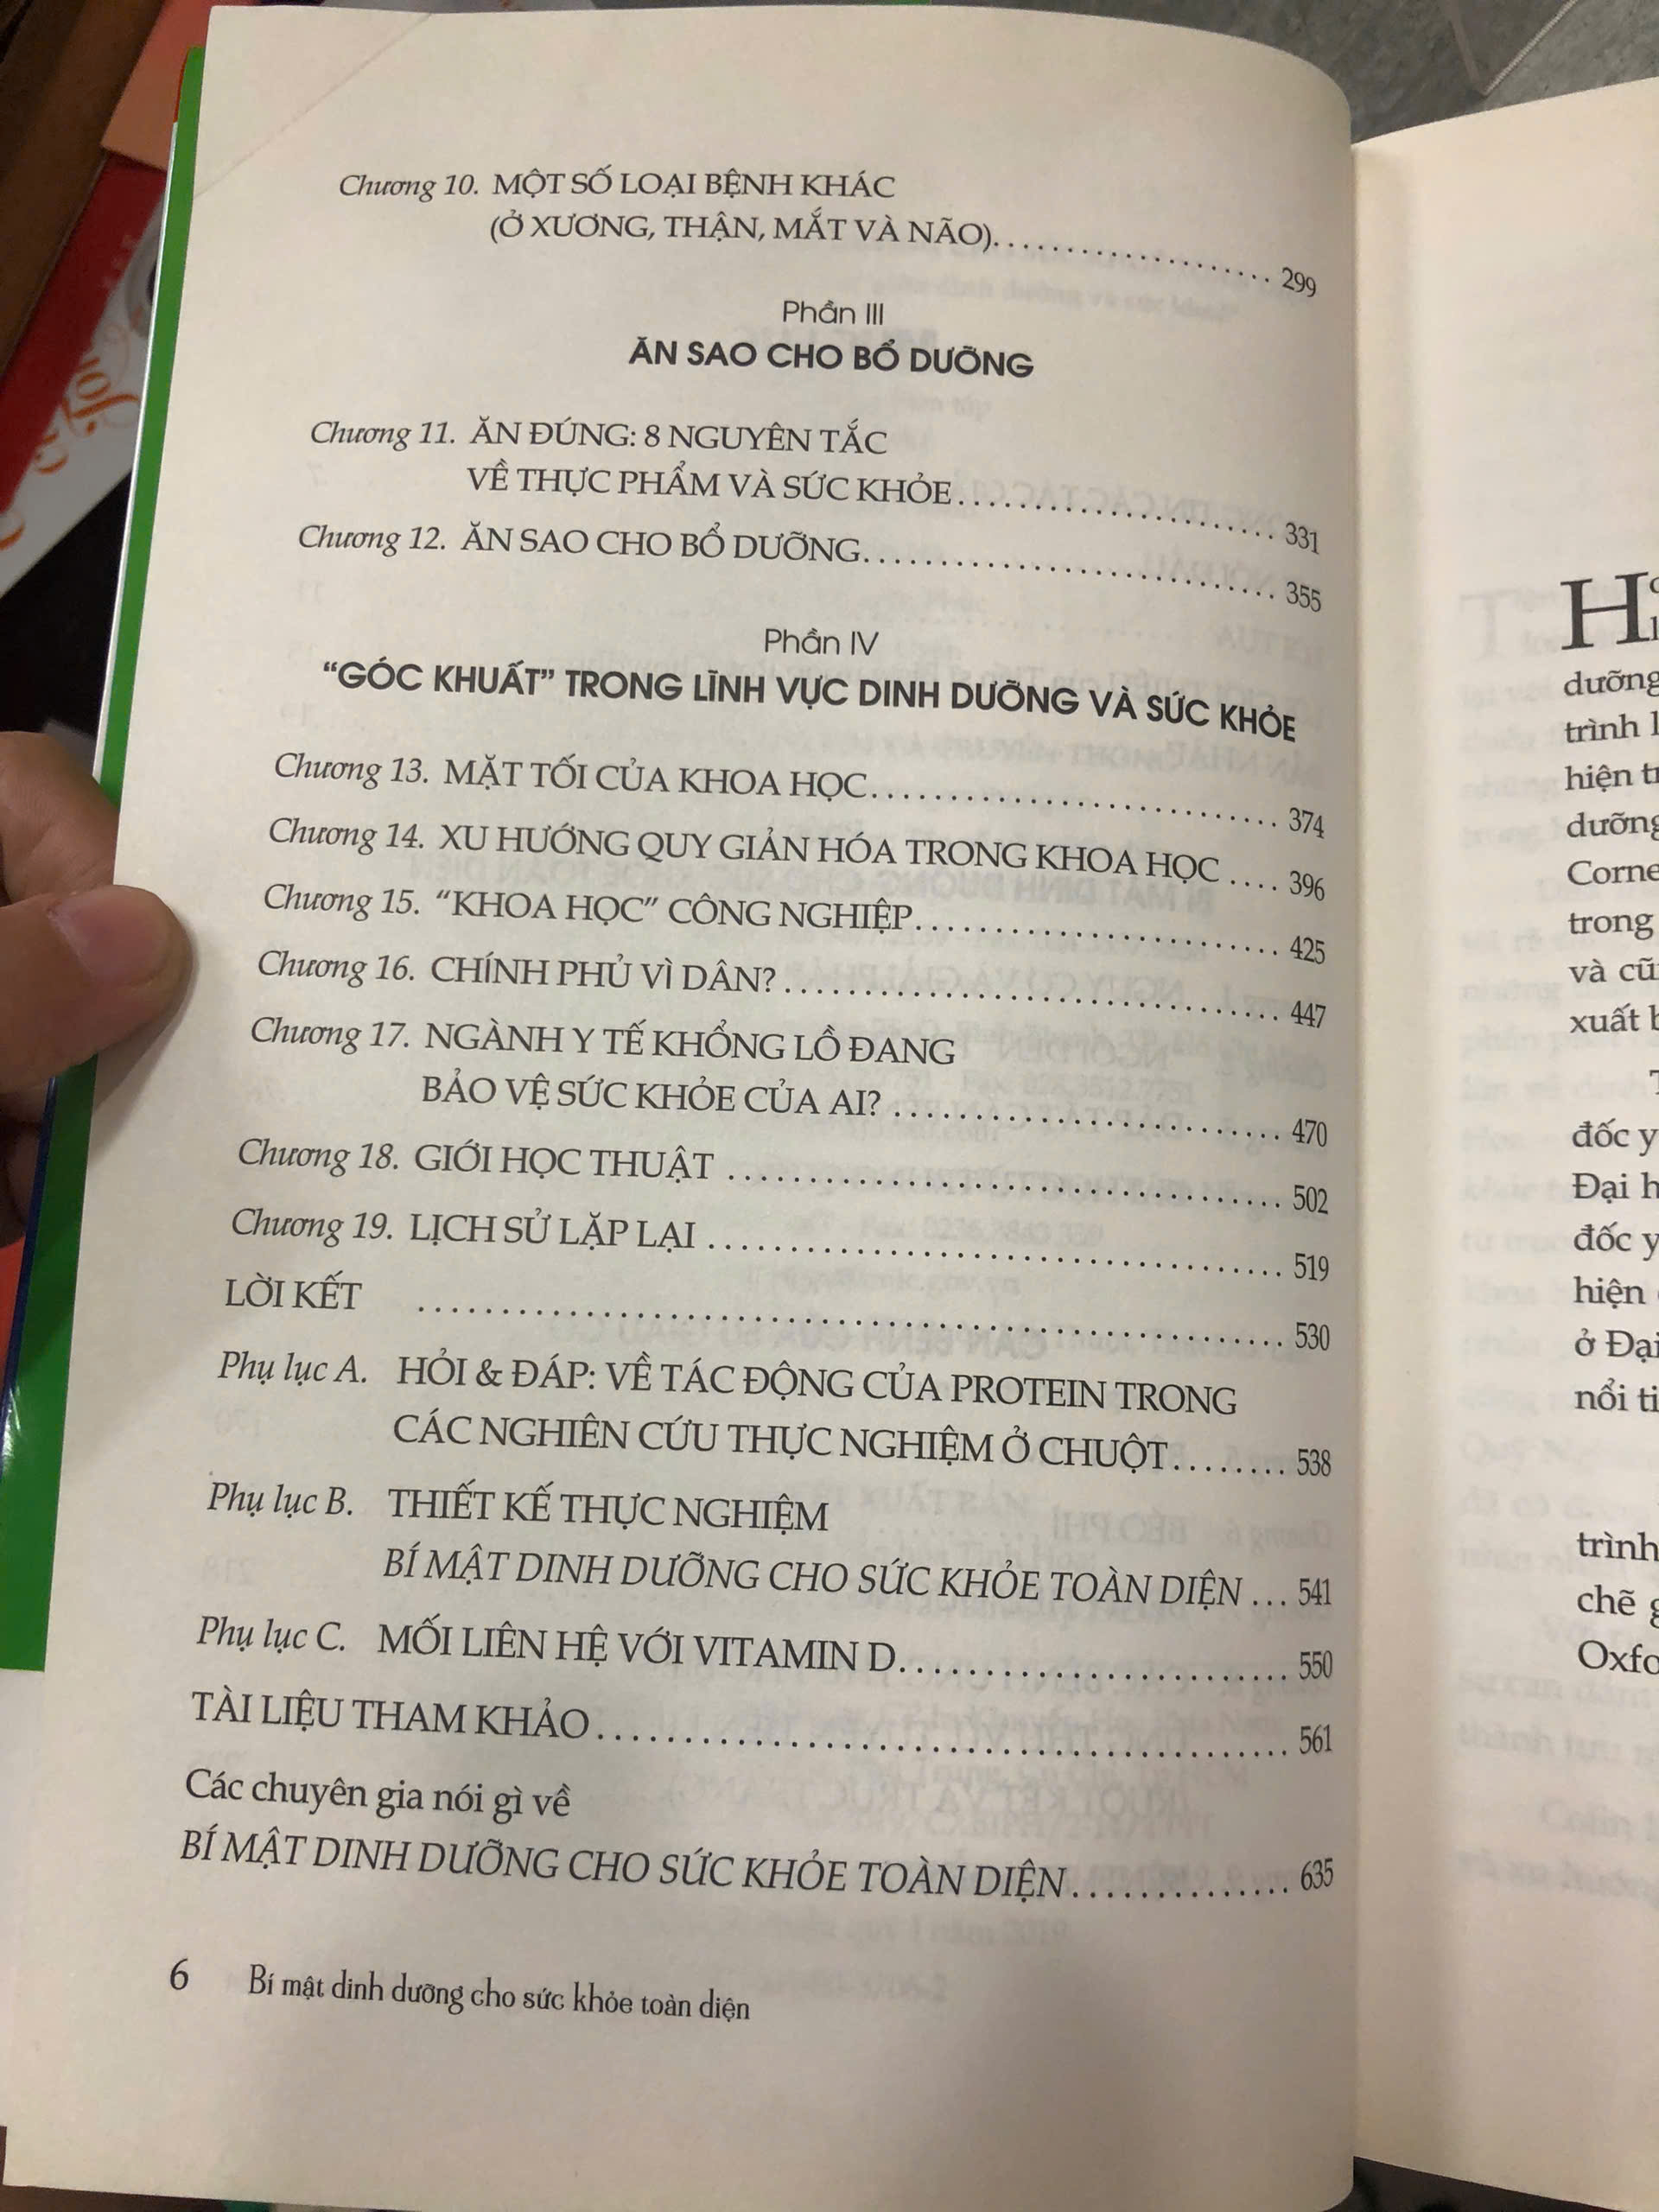 Chương 10. MỘT SỐ LOẠI BỆNH KHÁC
(Ở XƯƠNG, THẬN, MẮT VÀ NÃO)........................ 299
Phần III
ĂN SAO CHO BỔ DƯỠNG
Chương 11. ĂN ĐÚNG: 8 NGUYÊN TẮC
VỀ THỰC PHẨM VÀ SỨC KHỎE........................ 331
Chương 12. ĂN SAO CHO BỔ DƯỠNG........................ 355
Phần IV
“GÓC KHUẤT” TRONG LĨNH VỰC DINH DƯỠNG VÀ SỨC KHỎE
Chương 13. MẶT TỐI CỦA KHOA HỌC........................ 374
Chương 14. XU HƯỚNG QUY GIẢN HÓA TRONG KHOA HỌC .... 396
Chương 15. “KHOA HỌC” CÔNG NGHIỆP........................ 425
Chương 16. CHÍNH PHỦ VÌ DÂN?........................ 447
Chương 17. NGÀNH Y TẾ KHỔNG LỒ ĐANG
BẢO VỆ SỨC KHỎE CỦA AI? ........................ 470
Chương 18. GIỚI HỌC THUẬT ........................ 502
Chương 19. LỊCH SỬ LẶP LẠI ........................ 519
LỜI KẾT ........................ 530
Phụ lục A. HỎI & ĐÁP: VỀ TÁC ĐỘNG CỦA PROTEIN TRONG
CÁC NGHIÊN CỨU THỰC NGHIỆM Ở CHUỘT........ 538
Phụ lục B. THIẾT KẾ THỰC NGHIỆM
BÍ MẬT DINH DƯỠNG CHO SỨC KHỎE TOÀN DIỆN ... 541
Phụ lục C. MỐI LIÊN HỆ VỚI VITAMIN D........................ 550
TÀI LIỆU THAM KHẢO........................ 561
Các chuyên gia nói gì về
BÍ MẬT DINH DƯỠNG CHO SỨC KHỎE TOÀN DIỆN.............. 635
6 Bí mật dinh dưỡng cho sức khỏe toàn diện
dưỡng
trình
hiện
dưỡng
trong
và
xuất
đốc y
Đại
đốc y
hiện
ở
nổi
trình
chẽ